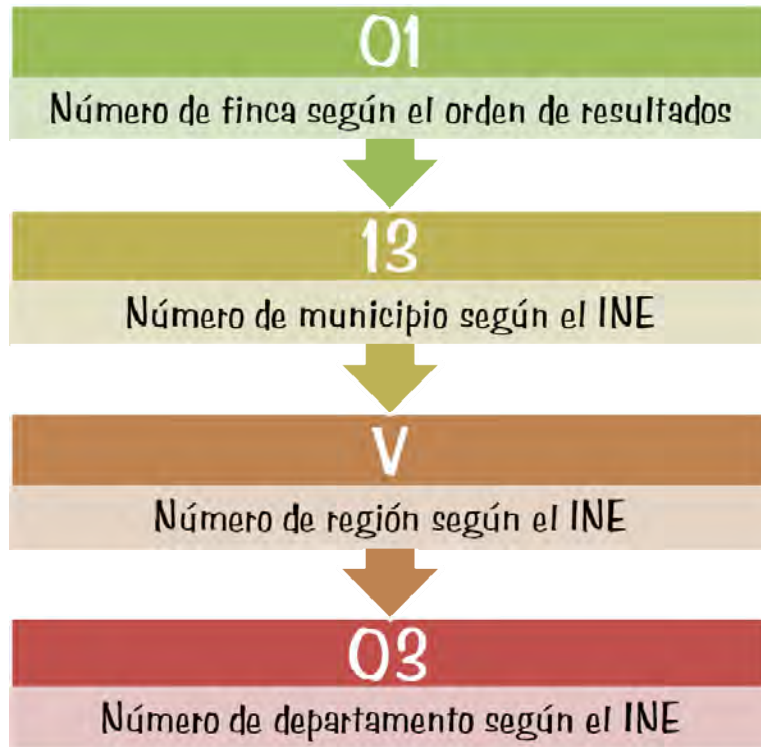 01
Número de finca según el orden de resultados
13
Número de municipio según el INE
V
Número de región según el INE
03
Número de departamento según el INE